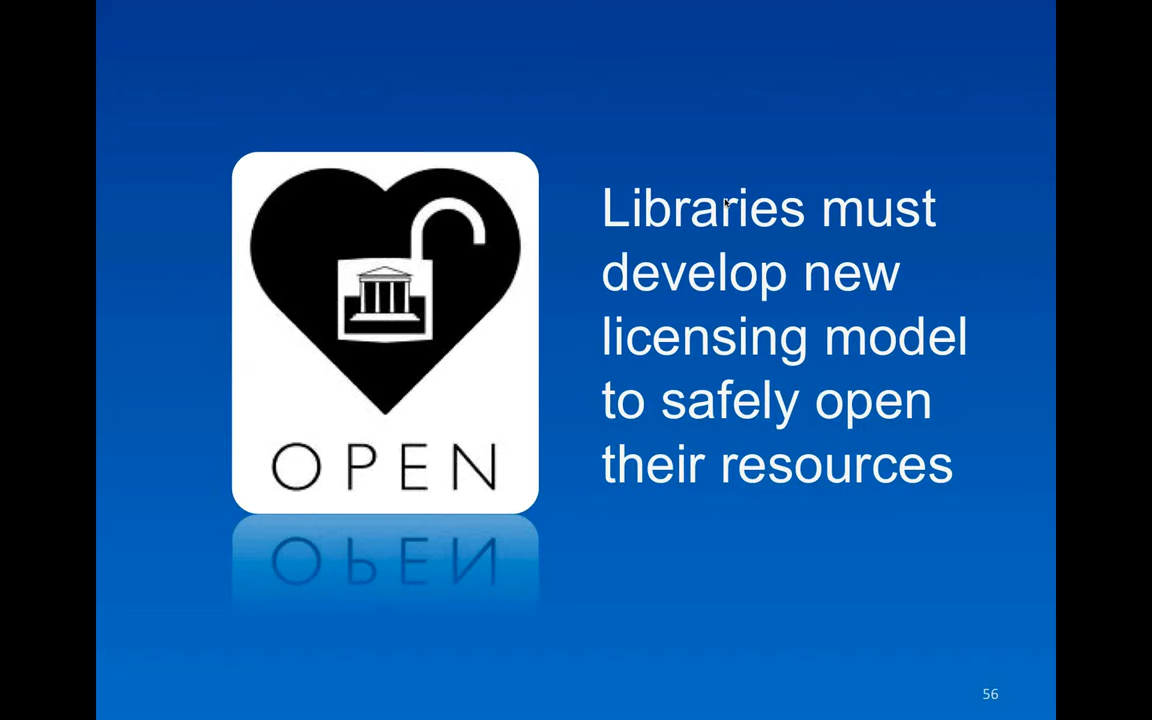 OPEN
Libraries must
develop new
licensing model
to safely open
their resources
56